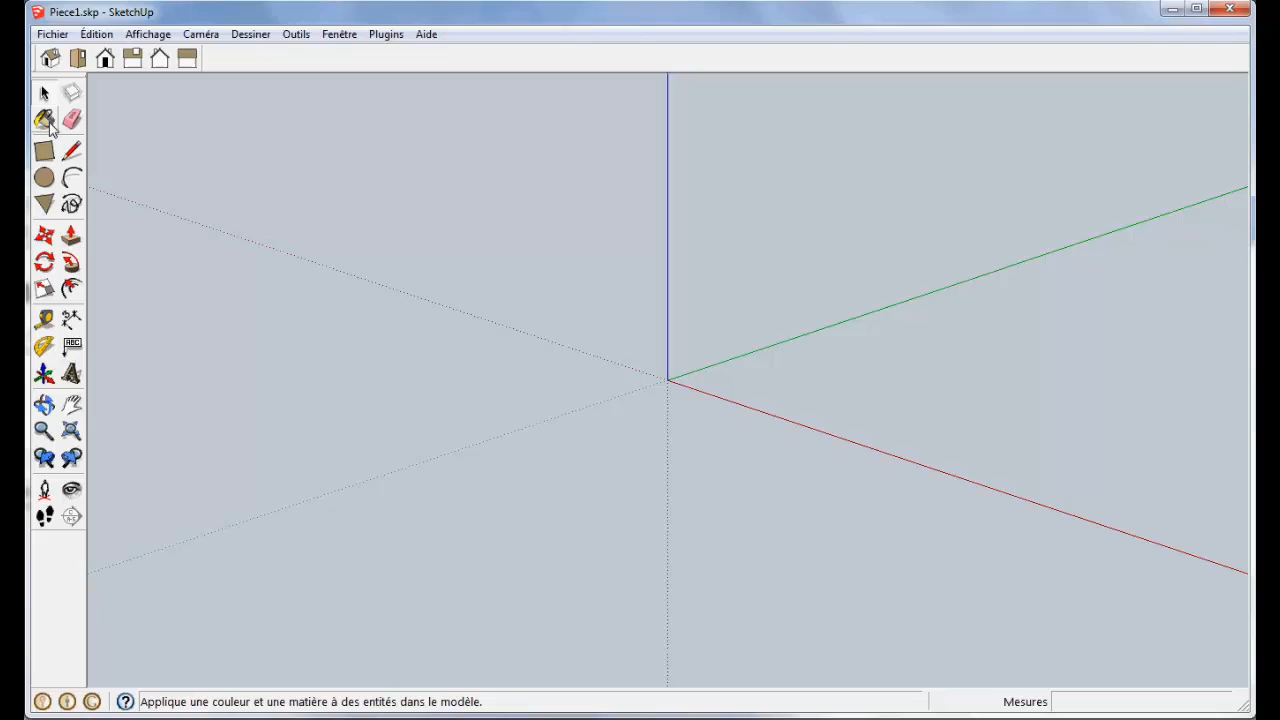 Piece1.skp - SketchUp
Fichier Édition Affichage Caméra Dessiner Outils Fenêtre Plugins Aide
ABC
Applique une couleur et une matière à des entités dans le modèle. Mesures